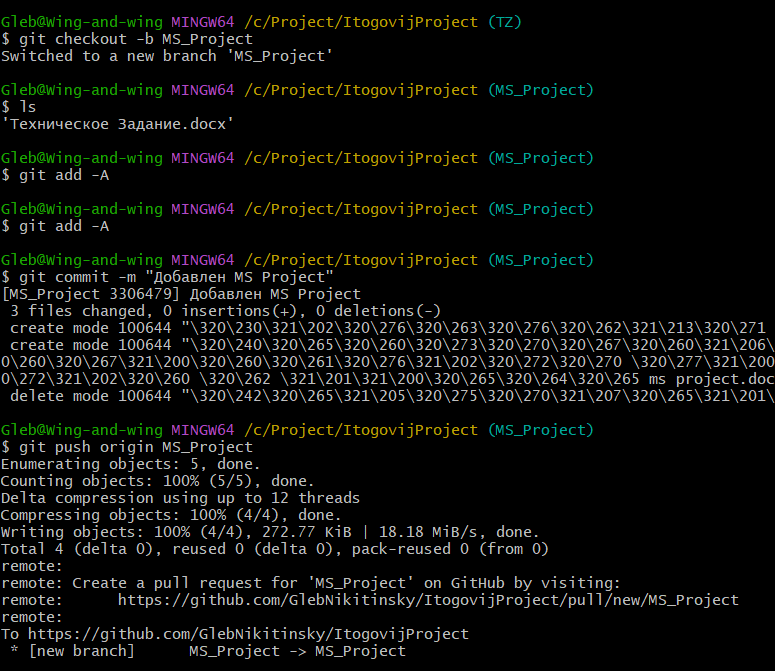 Gleb@Wing-and-wing MINGW64 /c/Project/ItogovijProject (TZ)
$ git checkout -b MS_Project
Switched to a new branch 'MS_Project'
Gleb@Wing-and-wing MINGW64 /c/Project/ItogovijProject (MS_Project)
$ ls
'Техническое Задание.docx'
Gleb@Wing-and-wing MINGW64 /c/Project/ItogovijProject (MS_Project)
$ git add -A
Gleb@Wing-and-wing MINGW64 /c/Project/ItogovijProject (MS_Project)
$ git add -A
Gleb@Wing-and-wing MINGW64 /c/Project/ItogovijProject (MS_Project)
$ git commit -m "Добавлен MS Project"
[MS_Project 3306479] Добавлен MS Project
 3 files changed, 0 insertions(+), 0 deletions(-)
 create mode 100644 "\320\230\321\202\320\276\320\263\320\276\320\262\321\213\320\271
 create mode 100644 "\320\240\320\265\320\260\320\273\320\270\320\267\320\260\321\206\
0\260\320\267\321\200\320\260\320\261\320\276\321\202\320\272\320\270 \320\277\321\200
0\272\321\202\320\260 \320\262 \321\201\321\200\320\265\320\264\320\265 ms project.doc
 delete mode 100644 "\320\242\320\265\321\205\320\275\320\270\321\207\320\265\321\201\
Gleb@Wing-and-wing MINGW64 /c/Project/ItogovijProject (MS_Project)
$ git push origin MS_Project
Enumerating objects: 5, done.
Counting objects: 100% (5/5), done.
Delta compression using up to 12 threads
Compressing objects: 100% (4/4), done.
Writing objects: 100% (4/4), 272.77 KiB | 18.18 MiB/s, done.
Total 4 (delta 0), reused 0 (delta 0), pack-reused 0 (from 0)
remote:
remote: Create a pull request for 'MS_Project' on GitHub by visiting:
remote:      https://github.com/GlebNikitinsky/ItogovijProject/pull/new/MS_Project
remote:
To https://github.com/GlebNikitinsky/ItogovijProject
 * [new branch]      MS_Project -> MS_Project